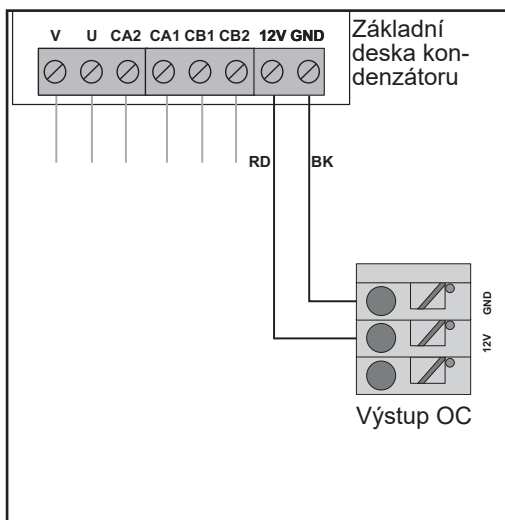 V U CA2 CA1 CB1 CB2 12V GND
Základní
deska kon-
denzátoru
RD BK
GND
12V
Výstup OC